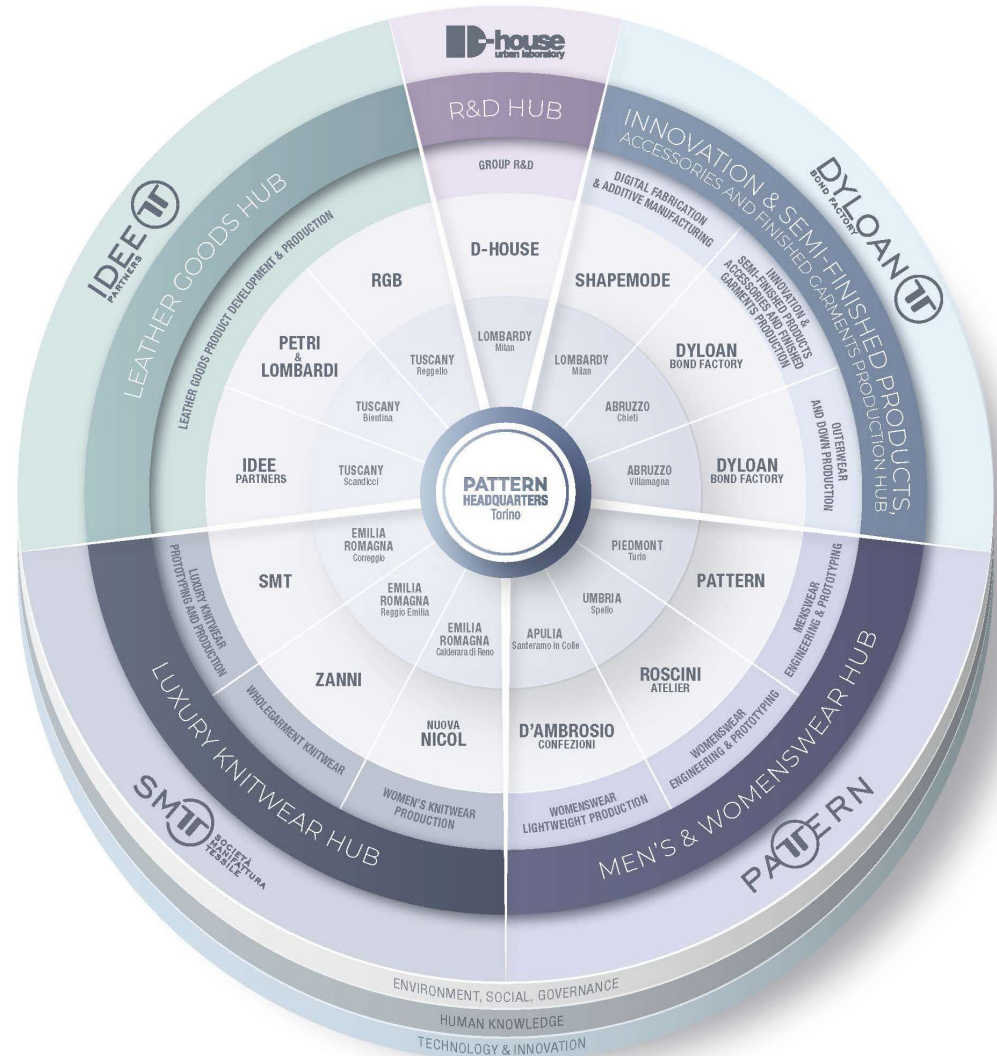 D-house
urban laboratory
R&D HUB
GROUP R&D
D-HOUSE
LOMBARDY
Milan
INNOVATION & SEMI-FINISHED PRODUCTS,
ACCESSORIES AND FINISHED GARMENTS PRODUCTION HUB
DYLOAN
BOND FACTORY
DIGITAL FABRICATION
& ADDITIVE MANUFACTURING
SHAPEMODE
LOMBARDY
Milan
INNOVATION &
SEMI-FINISHED PRODUCTS
ACCESSORIES AND FINISHED
GARMENTS PRODUCTION
DYLOAN
BOND FACTORY
ABRUZZO
Chieti
OUTERWEAR
AND DOWN PRODUCTION
DYLOAN
BOND FACTORY
ABRUZZO
Villamagna
MEN'S & WOMENSWEAR HUB
PATTERN
MENSWEAR
ENGINEERING & PROTOTYPING
PATTERN
PIEDMONT
Turin
WOMENSWEAR
ENGINEERING & PROTOTYPING
ROSCINI
ATELIER
UMBRIA
Spello
WOMENSWEAR
LIGHTWEIGHT PRODUCTION
D'AMBROSIO
CONFEZIONI
APULIA
Santeramo in Colle
LUXURY KNITWEAR HUB
SMT
SOCIETÀ
MANIFATTURA
TESSILE
WOMEN'S KNITWEAR
PRODUCTION
NUOVA
NICOL
EMILIA
ROMAGNA
Calderara di Reno
WHOLEGARMENT KNITWEAR
ZANNI
EMILIA
ROMAGNA
Reggio Emilia
LUXURY KNITWEAR
PROTOTYPING AND PRODUCTION
SMT
EMILIA
ROMAGNA
Correggio
LEATHER GOODS HUB
IDEE
PARTNERS
LEATHER GOODS PRODUCT DEVELOPMENT & PRODUCTION
IDEE
PARTNERS
TUSCANY
Scandicci
PETRI
&
LOMBARDI
TUSCANY
Bientina
RGB
TUSCANY
Reggello
PATTERN
HEADQUARTERS
Torino
ENVIRONMENT, SOCIAL, GOVERNANCE
HUMAN KNOWLEDGE
TECHNOLOGY & INNOVATION